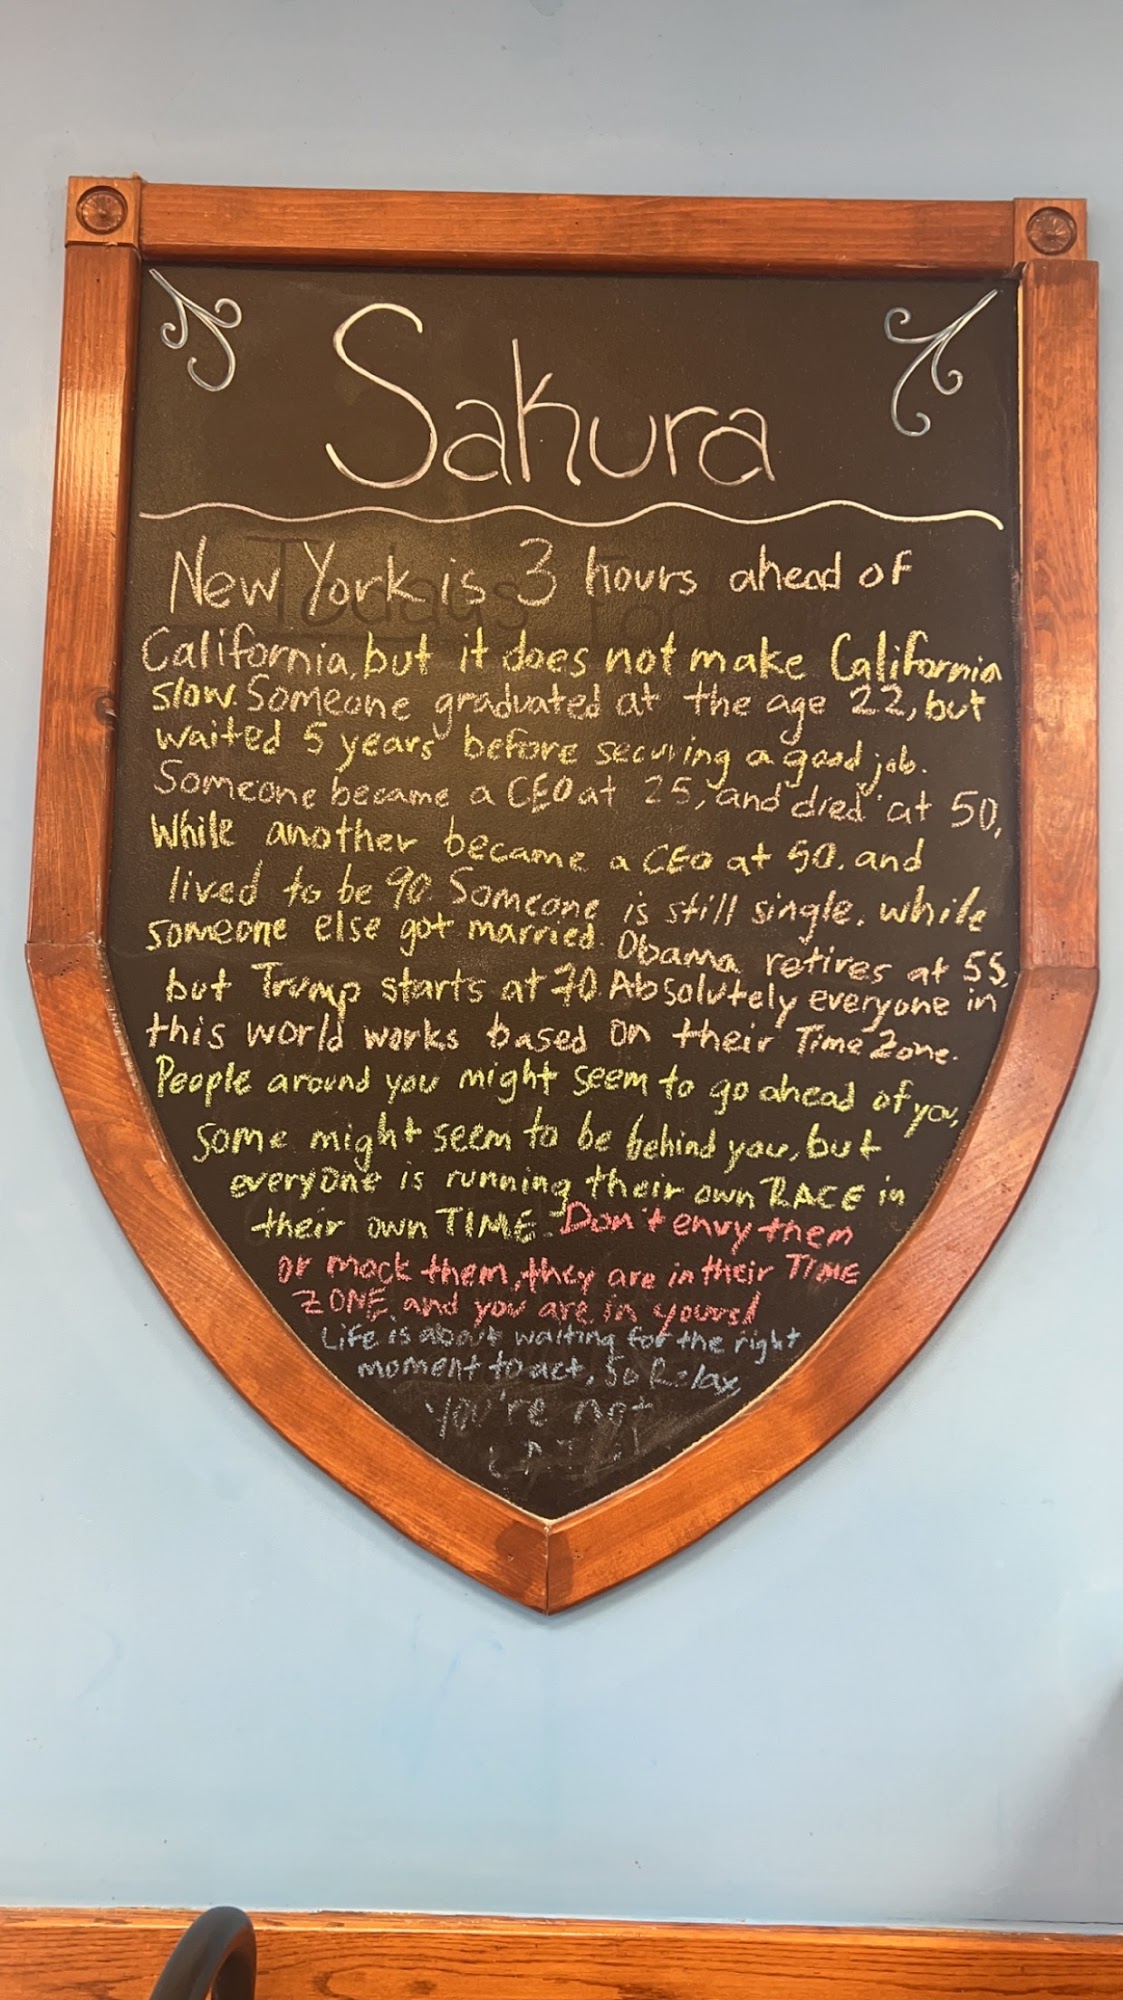 Sakura
New York is 3 hours ahead of
California, but it does not make California
slow. Someone graduated at the age 22, but
waited 5 years before securing a good job.
Someone became a CEO at 25, and died at 50,
While another became a CEO at 50, and
lived to be 90. Someone is still single, while
someone else got married. Obama retires at 55,
but Trump starts at 70. Absolutely everyone in
this world works based on their Time Zone.
People around you might seem to go ahead of you,
some might seem to be behind you, but
everyone is running their own RACE in
their own TIME. Don't envy them
or mock them, they are in their TIME
ZONE, and you are in yours!
Life is about waiting for the right
moment to act, So Relax,
You're not